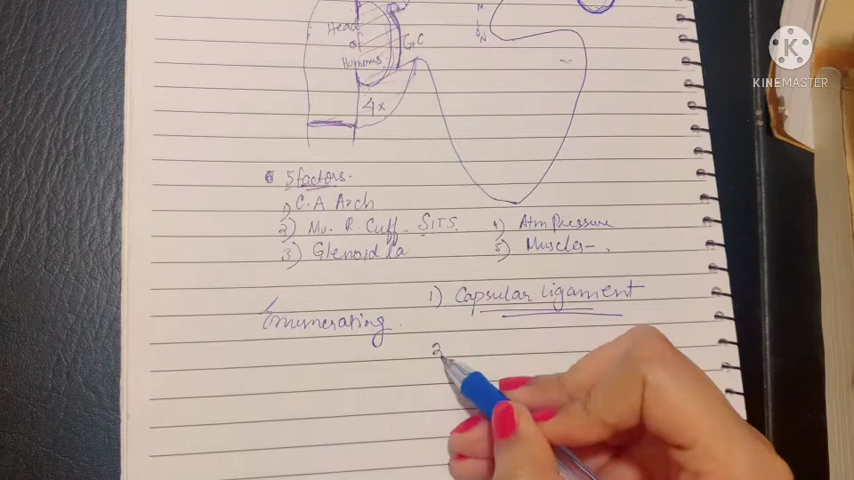 Head
of
Humerus.
G.C
N
N
4x
5 factors.
1) C.A Arch
2) Mu. R. Cuff - SITS.
3) Glenoid la
4) Atm Pressure
5) Muscles -
Enumerating.
1) Capsular ligament
2
K
KINEMASTER